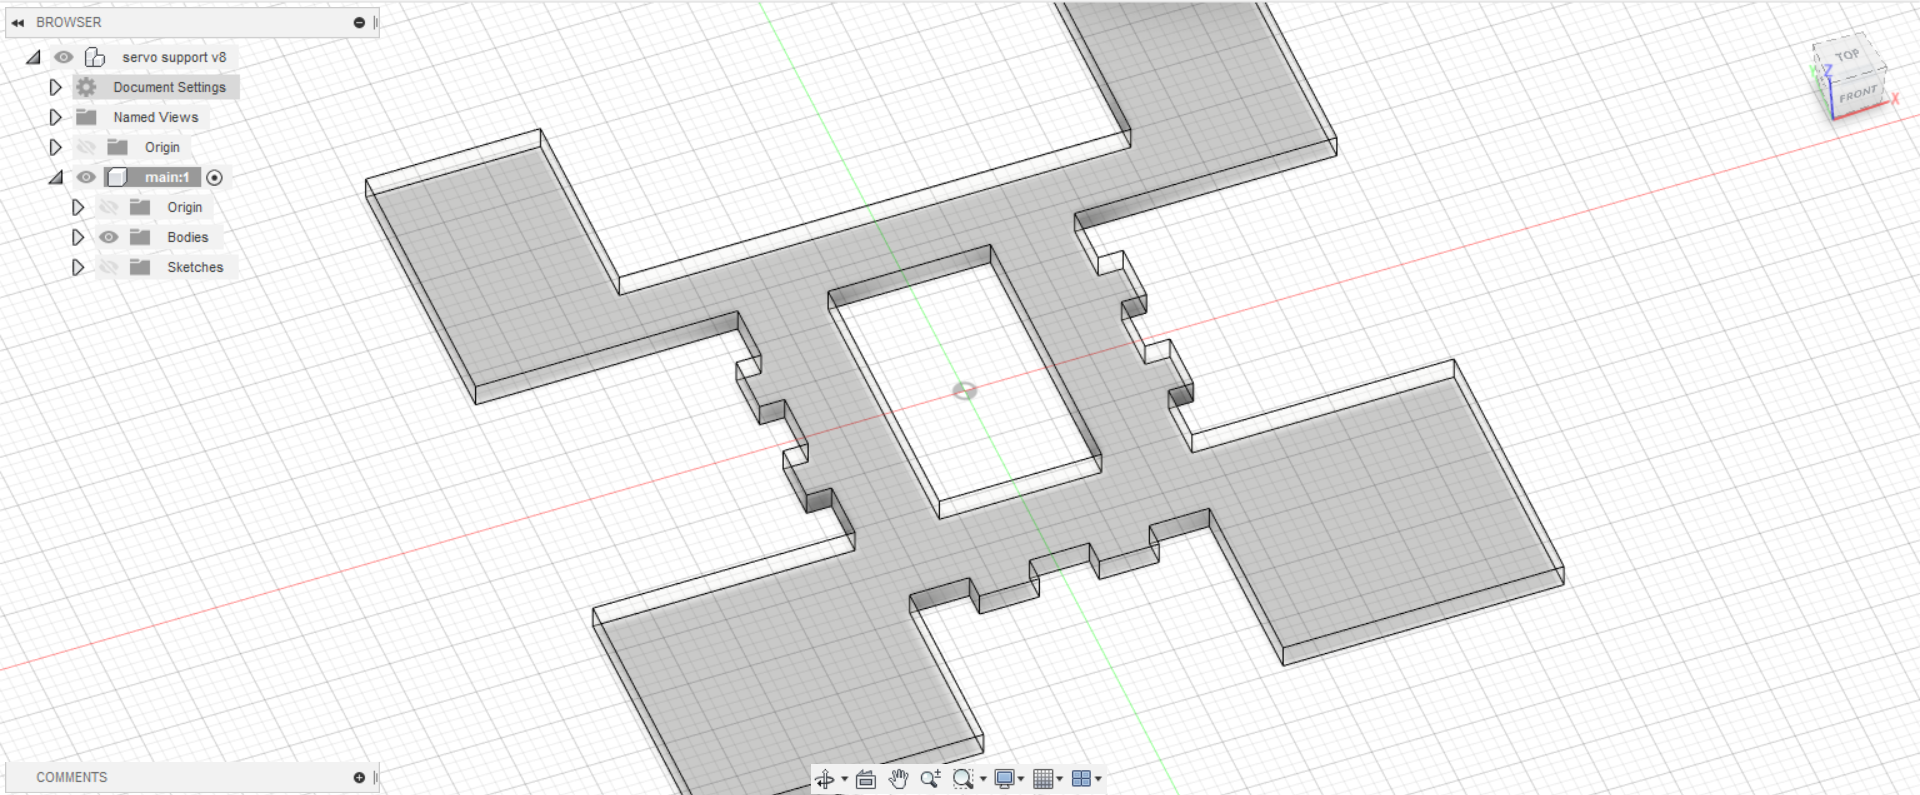 BROWSER
servo support v8
Document Settings
Named Views
Origin
main:1
Origin
Bodies
Sketches
COMMENTS
TOP
FRONT
Z
X